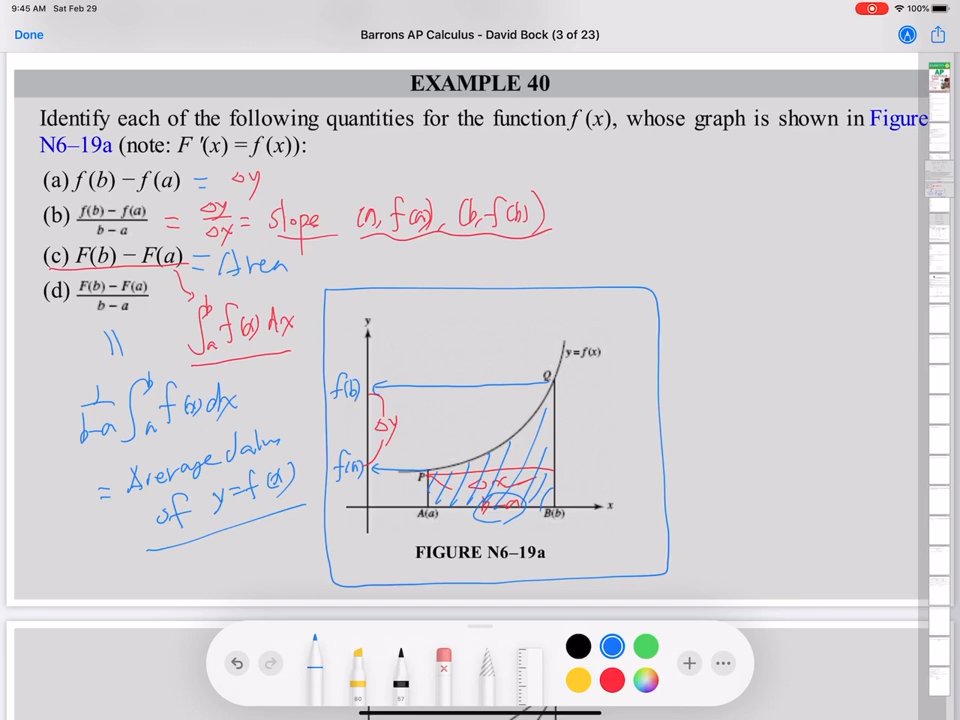 9:45 AM Sat Feb 29
100%
Done
Barrons AP Calculus - David Bock (3 of 23)
EXAMPLE 40
Identify each of the following quantities for the function f (x), whose graph is shown in Figure
N6–19a (note: F '(x) = f (x)):
(a) f (b) − f (a) = Δy
(b) f(b) − f(a) / b − a = Δy/Δx = slope (a, f(a)), (b, f(b))
(c) F(b) − F(a) = Area
(d) F(b) − F(a) / b − a
∫ₐᵇ f(x) dx
||
1/b-a ∫ₐᵇ f(x) dx
= Average value
of y=f(x)
y
y=f(x)
Q
f(b)
Δy
f(a)
P
Δx
b-a
x
A(a)
B(b)
FIGURE N6–19a
80
57